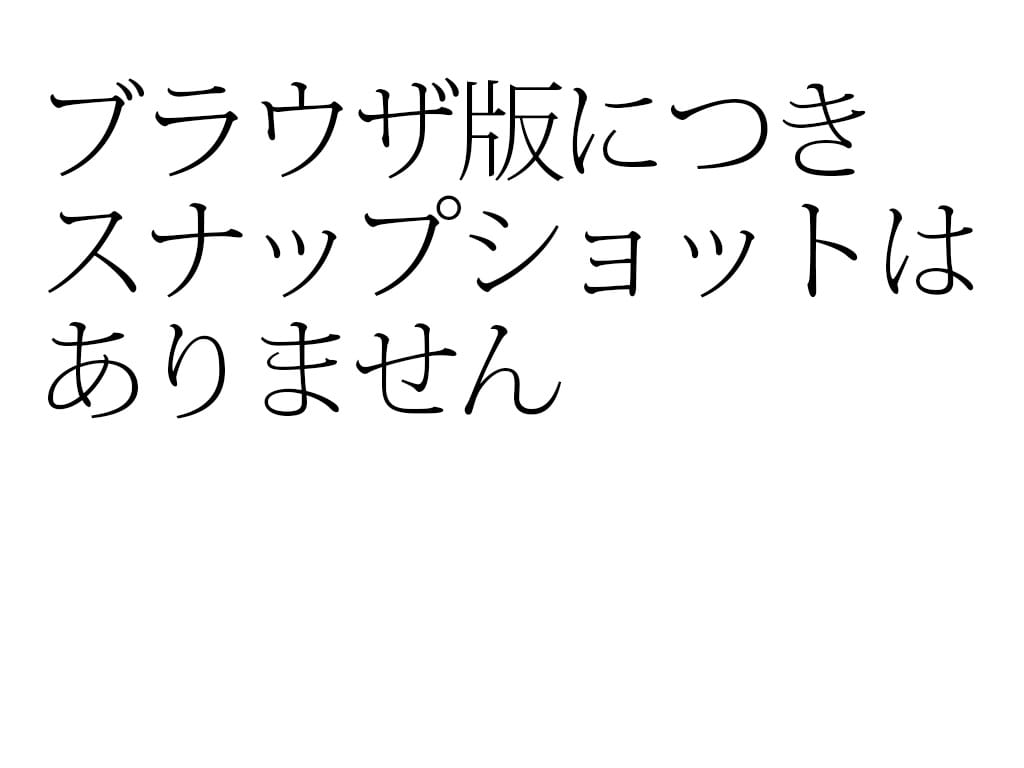 ブラウザ版につき
スナップショットは
ありません